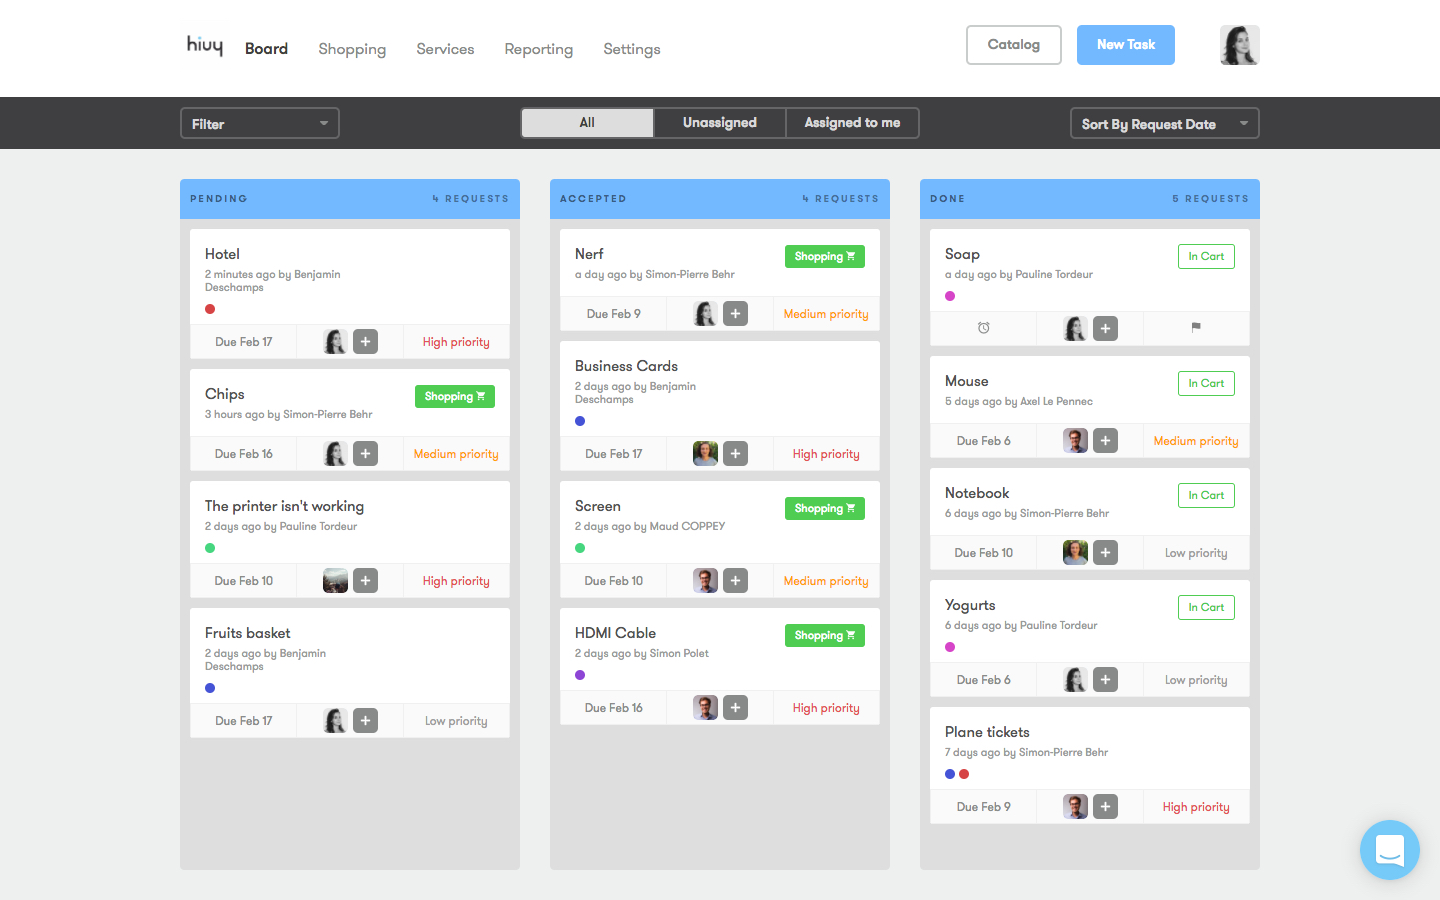 hivy
Board Shopping Services Reporting Settings
Catalog New Task
Filter All Unassigned Assigned to me Sort By Request Date
PENDING 4 REQUESTS
Hotel
2 minutes ago by Benjamin
Deschamps
Due Feb 17 High priority
Chips Shopping
3 hours ago by Simon-Pierre Behr
Due Feb 16 Medium priority
The printer isn't working
2 days ago by Pauline Tordeur
Due Feb 10 High priority
Fruits basket
2 days ago by Benjamin
Deschamps
Due Feb 17 Low priority
ACCEPTED 4 REQUESTS
Nerf Shopping
a day ago by Simon-Pierre Behr
Due Feb 9 Medium priority
Business Cards
2 days ago by Benjamin
Deschamps
Due Feb 17 High priority
Screen Shopping
2 days ago by Maud COPPEY
Due Feb 10 Medium priority
HDMI Cable Shopping
2 days ago by Simon Polet
Due Feb 16 High priority
DONE 5 REQUESTS
Soap In Cart
a day ago by Pauline Tordeur
Mouse In Cart
5 days ago by Axel Le Pennec
Due Feb 6 Medium priority
Notebook In Cart
6 days ago by Simon-Pierre Behr
Due Feb 10 Low priority
Yogurts In Cart
6 days ago by Pauline Tordeur
Due Feb 6 Low priority
Plane tickets
7 days ago by Simon-Pierre Behr
Due Feb 9 High priority